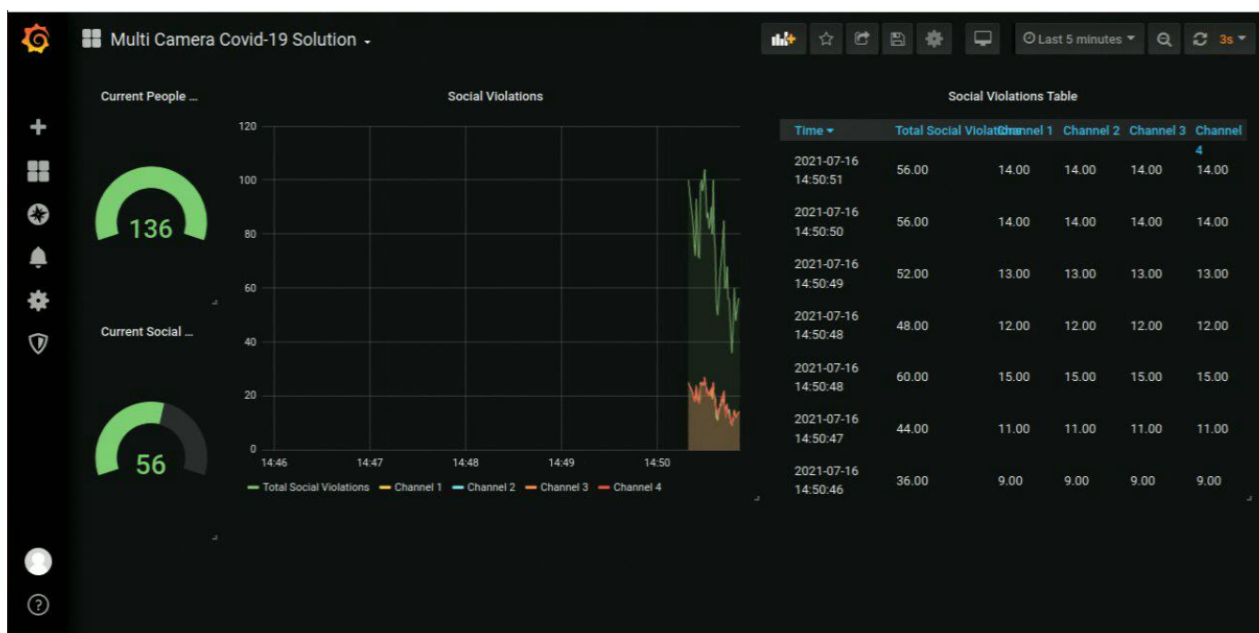 Multi Camera Covid-19 Solution
Last 5 minutes
3s
Current People ...
136
Current Social ...
56
Social Violations
120
100
80
60
40
20
0
14:46 14:47 14:48 14:49 14:50
Total Social Violations Channel 1 Channel 2 Channel 3 Channel 4
Social Violations Table
Time Total Social Violations Channel 1 Channel 2 Channel 3 Channel
4
2021-07-16
14:50:51 56.00 14.00 14.00 14.00 14.00
2021-07-16
14:50:50 56.00 14.00 14.00 14.00 14.00
2021-07-16
14:50:49 52.00 13.00 13.00 13.00 13.00
2021-07-16
14:50:48 48.00 12.00 12.00 12.00 12.00
2021-07-16
14:50:48 60.00 15.00 15.00 15.00 15.00
2021-07-16
14:50:47 44.00 11.00 11.00 11.00 11.00
2021-07-16
14:50:46 36.00 9.00 9.00 9.00 9.00